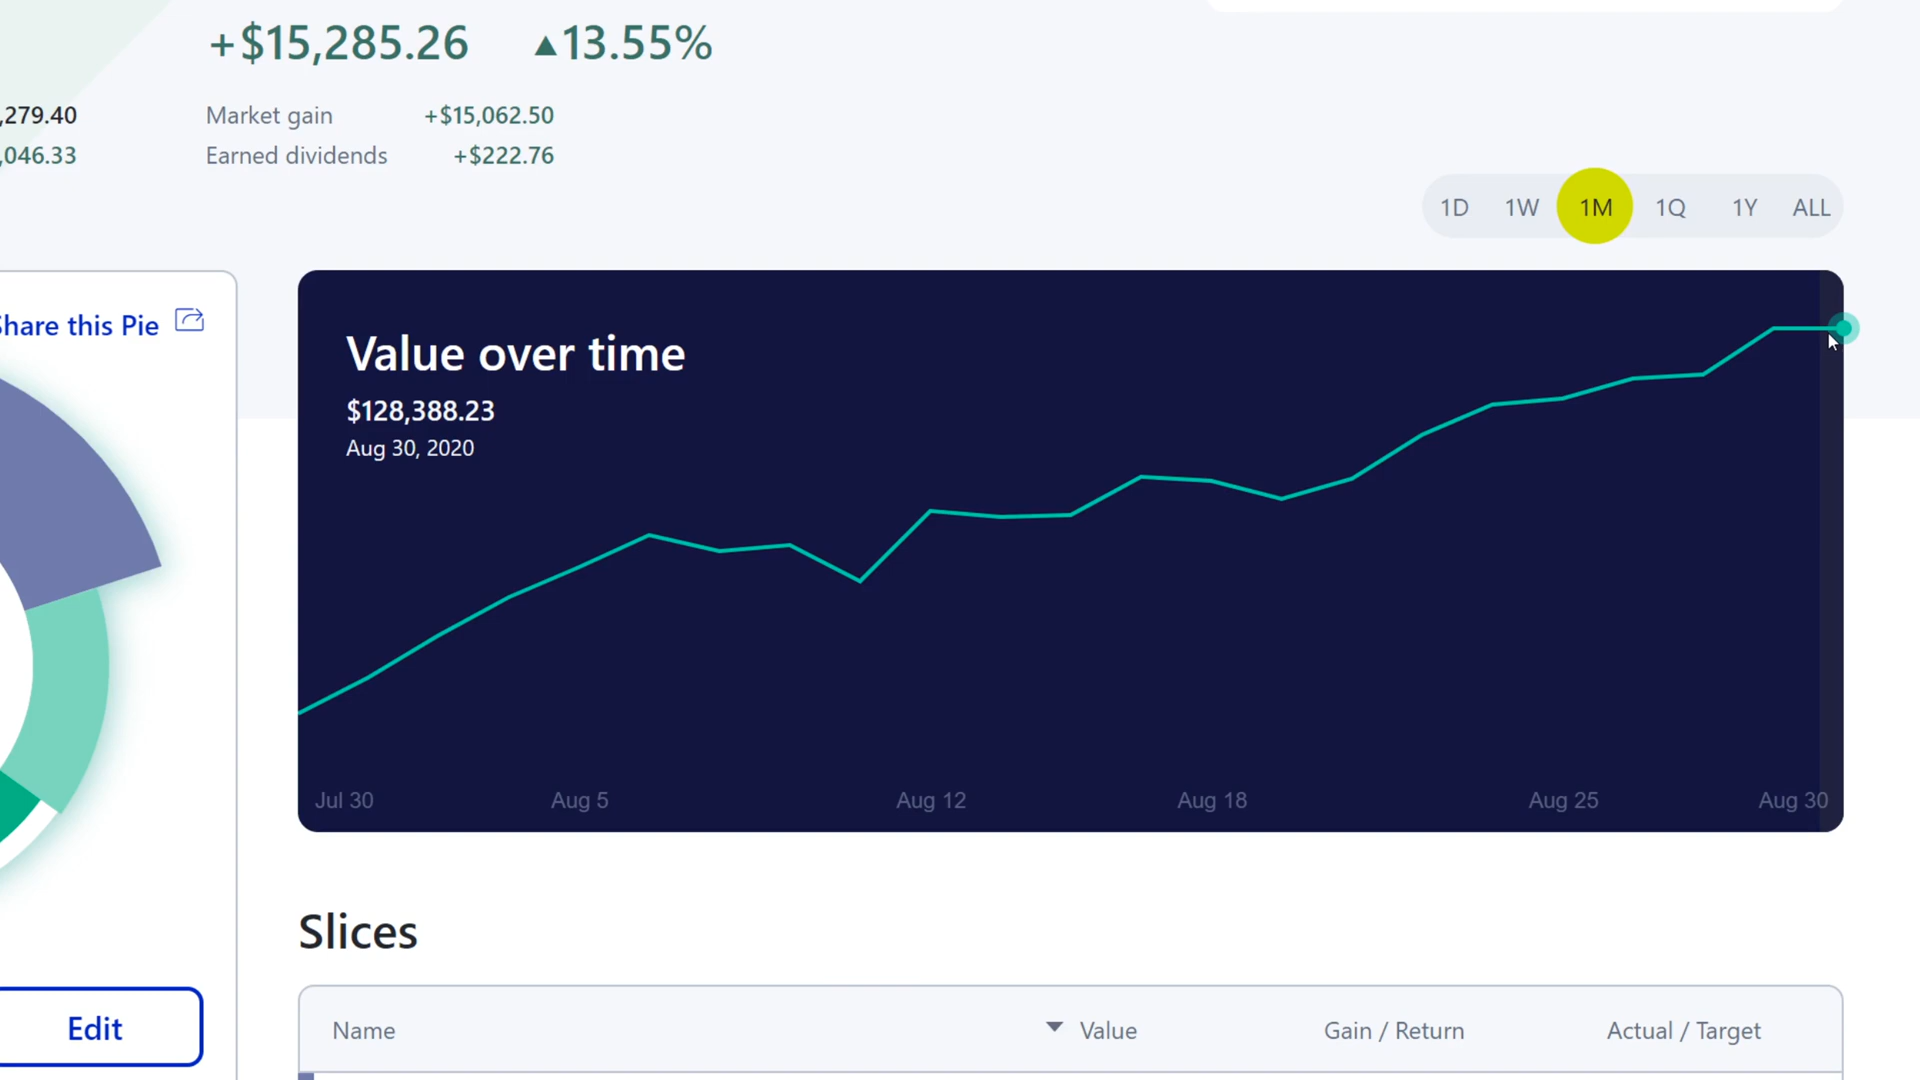 +$15,285.26 ▲13.55%
,279.40 Market gain +$15,062.50
,046.33 Earned dividends +$222.76
1D 1W 1M 1Q 1Y ALL
Share this Pie
Value over time
$128,388.23
Aug 30, 2020
Jul 30 Aug 5 Aug 12 Aug 18 Aug 25 Aug 30
Slices
Edit
Name Value Gain / Return Actual / Target